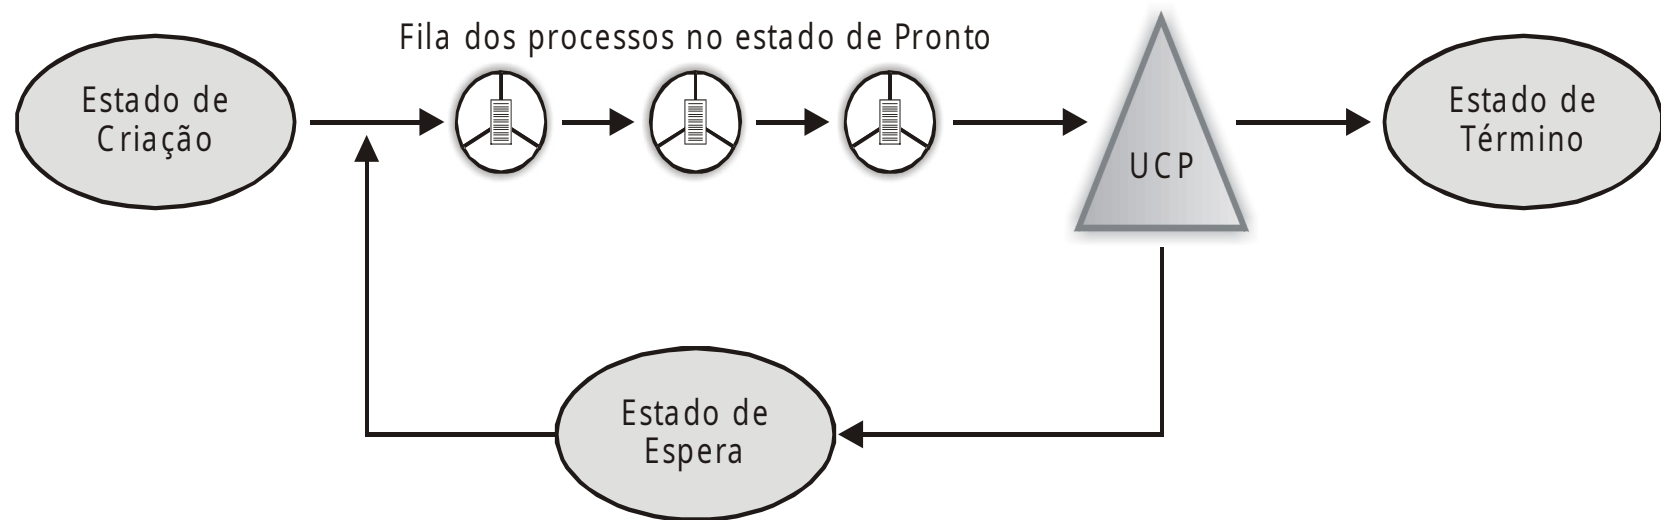 Fila dos processos no estado de Pronto
Estado de
Criação
UCP
Estado de
Término
Estado de
Espera